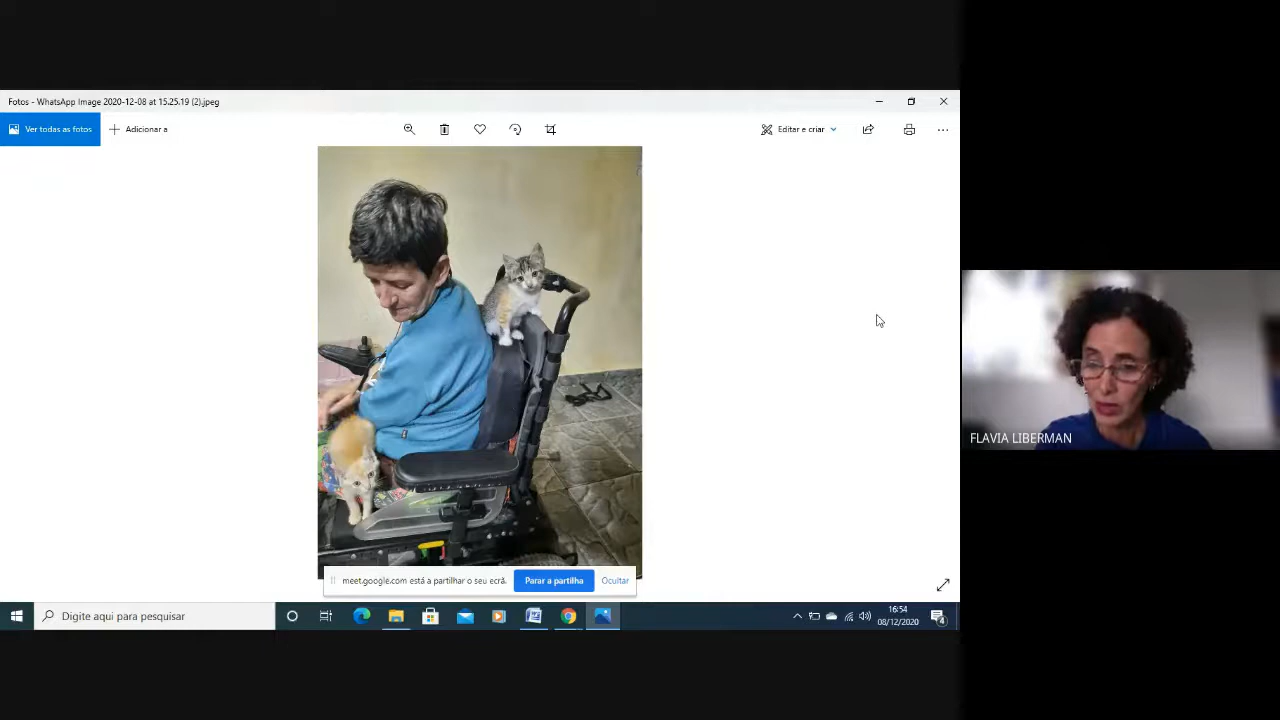 Fotos - WhatsApp Image 2020-12-08 at 15.25.19 (2).jpeg
Ver todas as fotos
Adicionar a
Editar e criar
FLAVIA LIBERMAN
meet.google.com está a partilhar o seu ecrã.
Parar a partilha
Ocultar
Digite aqui para pesquisar
16:54
08/12/2020
4